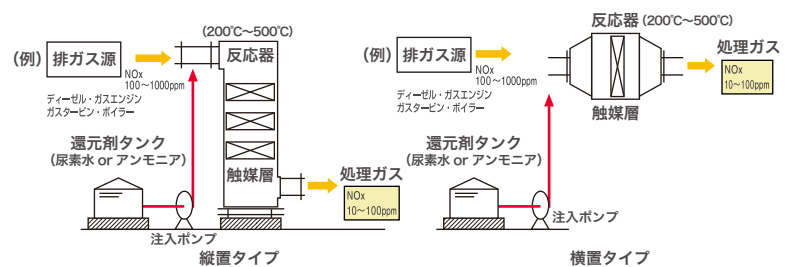 (200℃〜500℃)
(例)
排ガス源
NOx
100〜1000ppm
反応器
ディーゼル・ガスエンジン
ガスタービン・ボイラー
還元剤タンク
(尿素水 or アンモニア)
触媒層
処理ガス
NOx
10〜100ppm
注入ポンプ
縦置タイプ
反応器 (200℃〜500℃)
(例)
排ガス源
NOx
100〜1000ppm
処理ガス
NOx
10〜100ppm
ディーゼル・ガスエンジン
ガスタービン・ボイラー
触媒層
還元剤タンク
(尿素水 or アンモニア)
注入ポンプ
横置タイプ